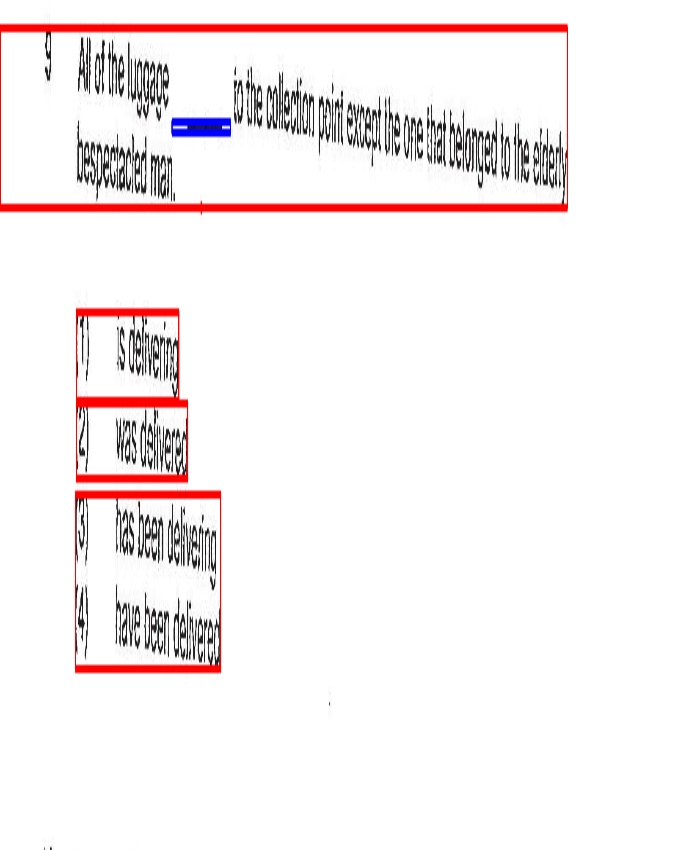 9 All of the luggage ______ to the collection point except the one that belonged to the elderly
bespectacled man.
(1) is delivering
(2) was delivered
(3) has been delivering
(4) have been delivered